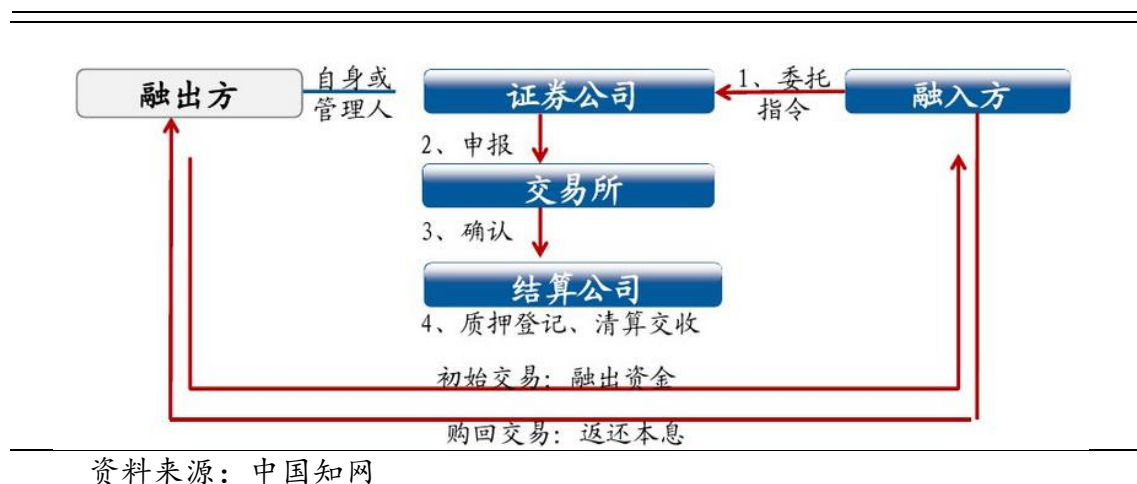 融出方
自身或
管理人
证券公司
1、委托
指令
融入方
2、申报
交易所
3、确认
结算公司
4、质押登记、清算交收
初始交易：融出资金
购回交易：返还本息
资料来源：中国知网